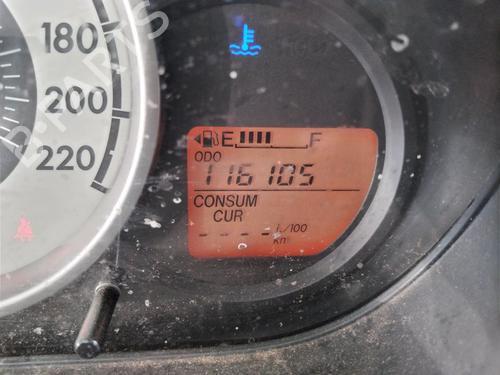 180
200
220
E F
ODO
116105
CONSUM
CUR
- - - - L/100
km